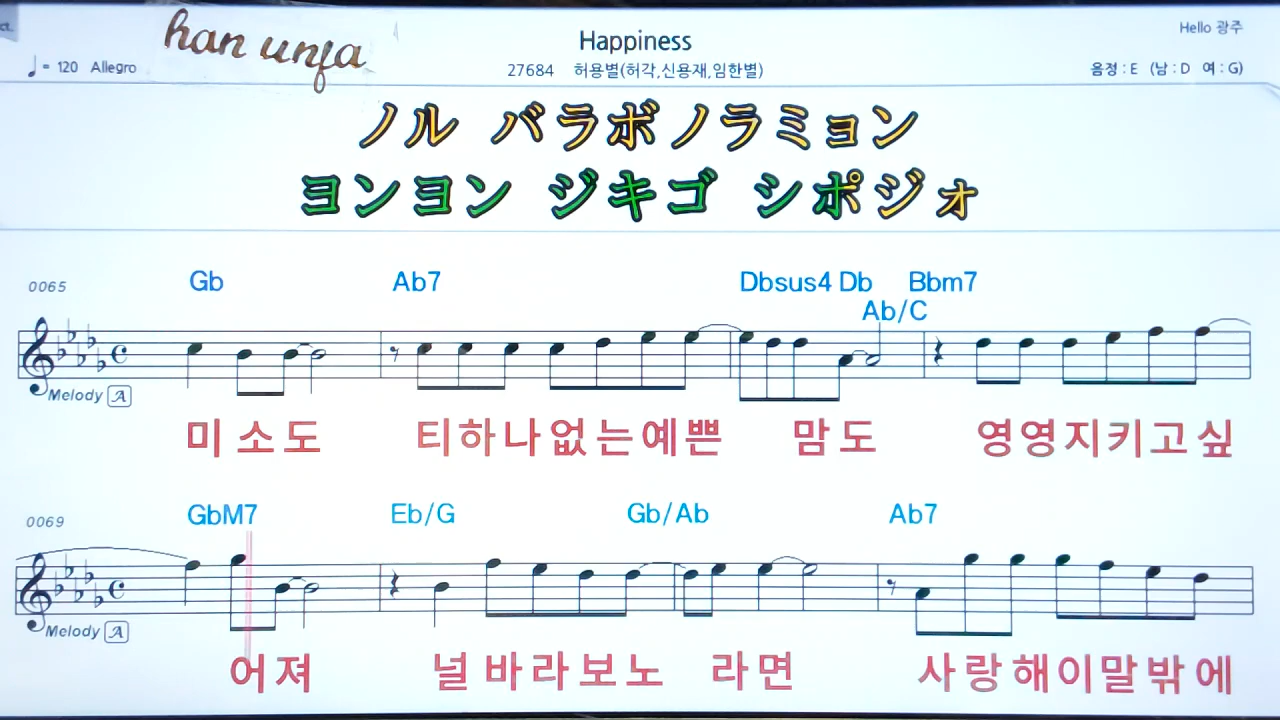 ct.
han unja
Happiness
Hello 광주
♩= 120 Allegro
27684 허용별(허각,신용재,임한별)
음정 : E (남 : D 여 : G)
ノル バラボノラミョン
ヨンヨン ジキゴ シポジォ
0065 Gb Ab7 Dbsus4 Db Bbm7
Ab/C
Melody A
미 소 도 티하나없는예쁜 맘도 영영지키고싶
0069 GbM7 Eb/G Gb/Ab Ab7
Melody A
어져 널 바라보노 라면 사랑해이말밖에